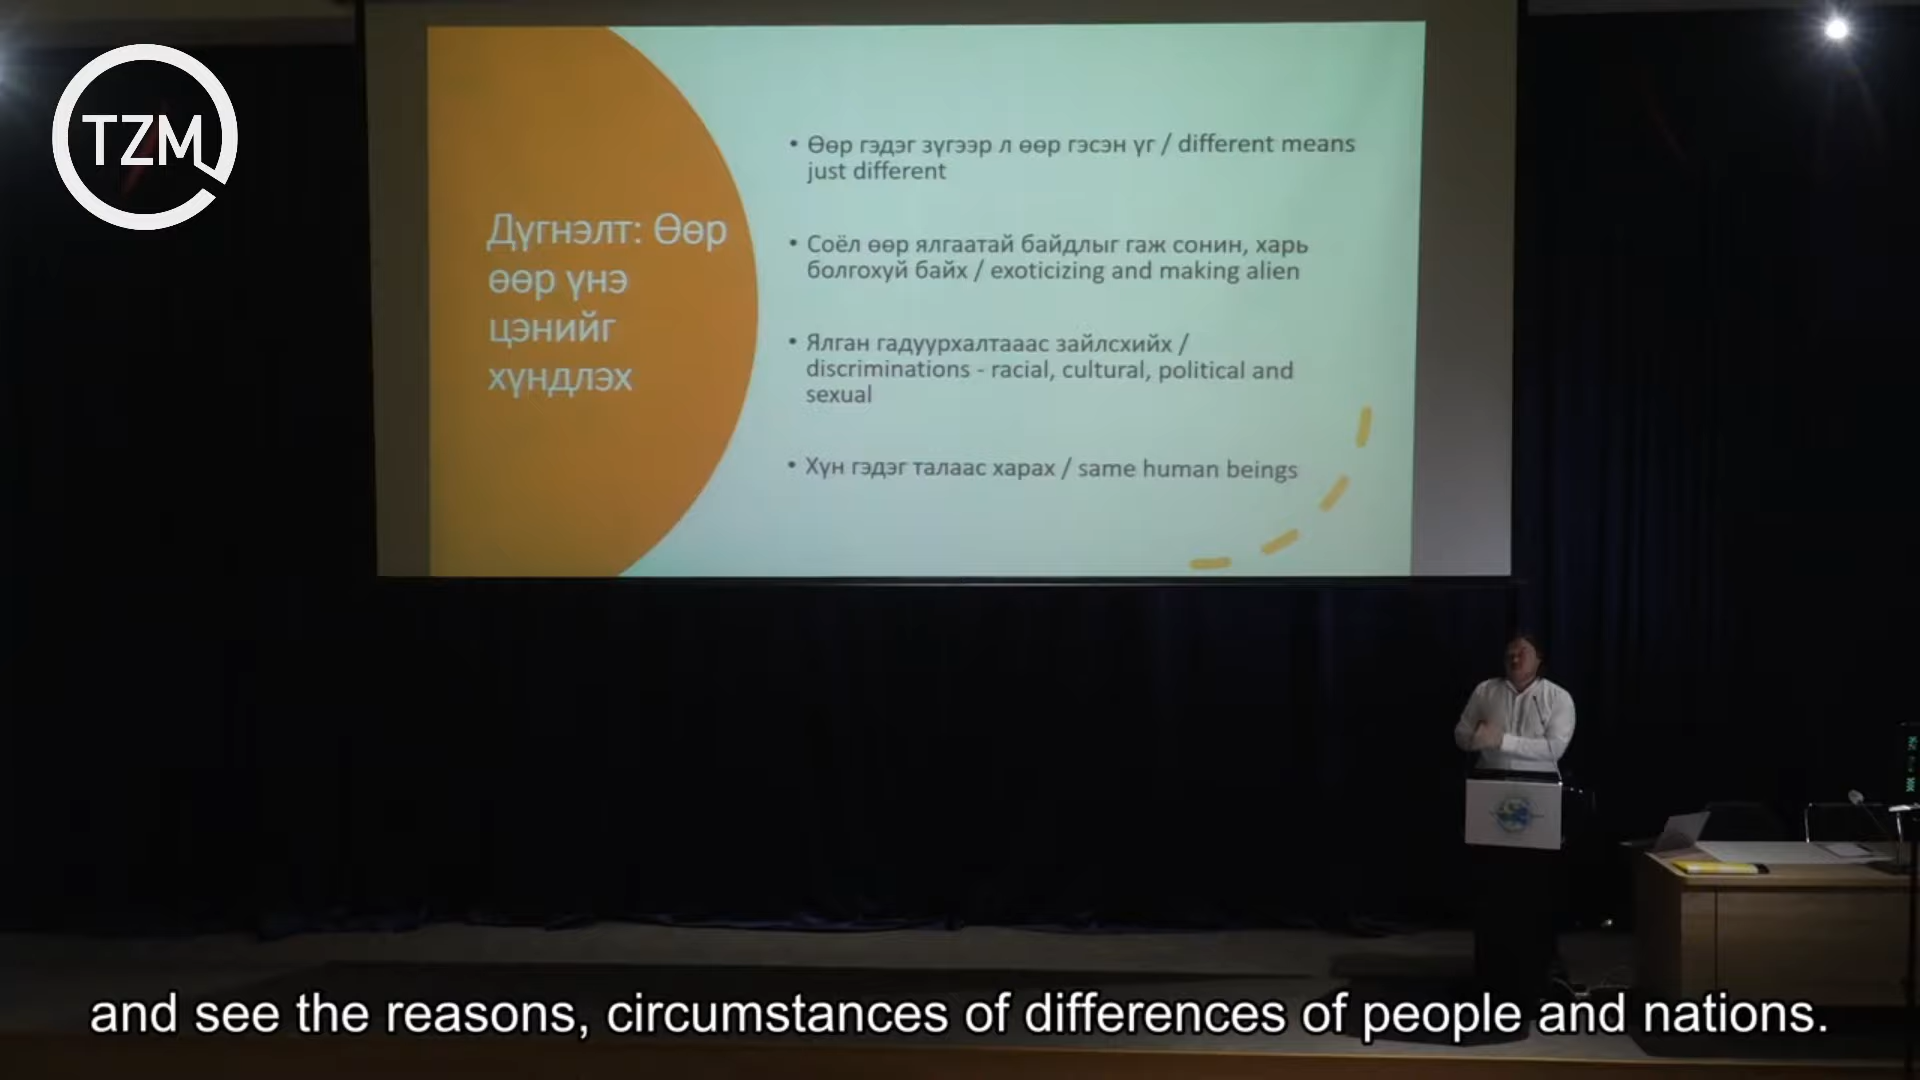 TZM
Дүгнэлт: Өөр
өөр үнэ
цэнийг
хүндлэх
• Өөр гэдэг зүгээр л өөр гэсэн үг / different means
just different
• Соёл өөр ялгаатай байдлыг гаж сонин, харь
болгохуй байх / exoticizing and making alien
• Ялган гадуурхалтааас зайлсхийх /
discriminations - racial, cultural, political and
sexual
• Хүн гэдэг талаас харах / same human beings
and see the reasons, circumstances of differences of people and nations.